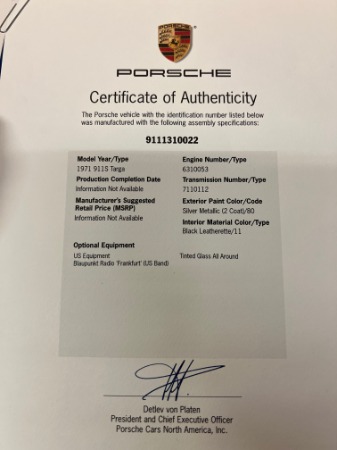 PORSCHE
Certificate of Authenticity
The Porsche vehicle with the identification number listed below
was manufactured with the following assembly specifications:
9111310022
Model Year/Type
1971 911S Targa
Production Completion Date
Information Not Available
Manufacturer's Suggested
Retail Price (MSRP)
Information Not Available
Engine Number/Type
6310053
Transmission Number/Type
7110112
Exterior Paint Color/Code
Silver Metallic (2 Coat)/80
Interior Material Color/Type
Black Leatherette/11
Optional Equipment
US Equipment
Blaupunkt Radio 'Frankfurt' (US Band)
Tinted Glass All Around
Detlev von Platen
President and Chief Executive Officer
Porsche Cars North America, Inc.